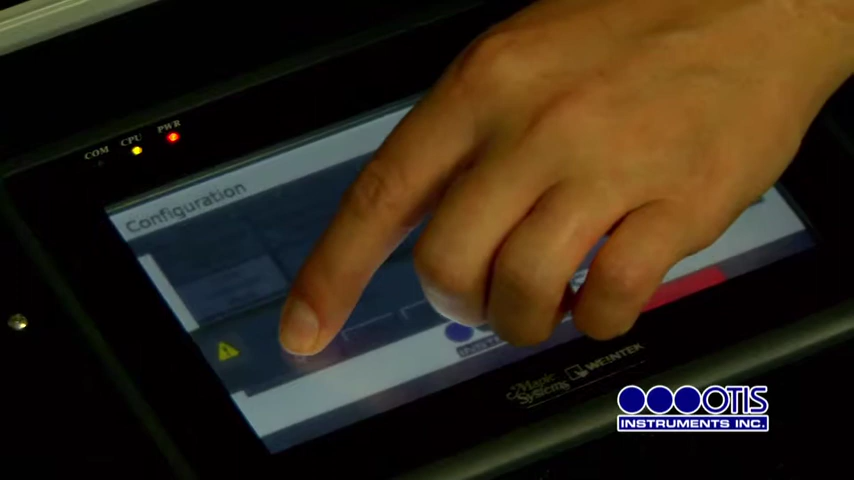 COM CPU PWR
Configuration
Maple Systems WEINTEK
OTIS
INSTRUMENTS INC.